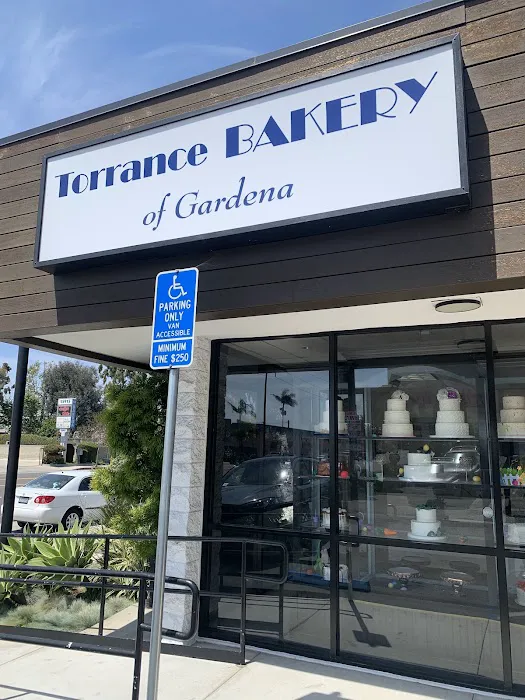 Torrance BAKERY
of Gardena
PARKING
ONLY
VAN
ACCESSIBLE
MINIMUM
FINE $250